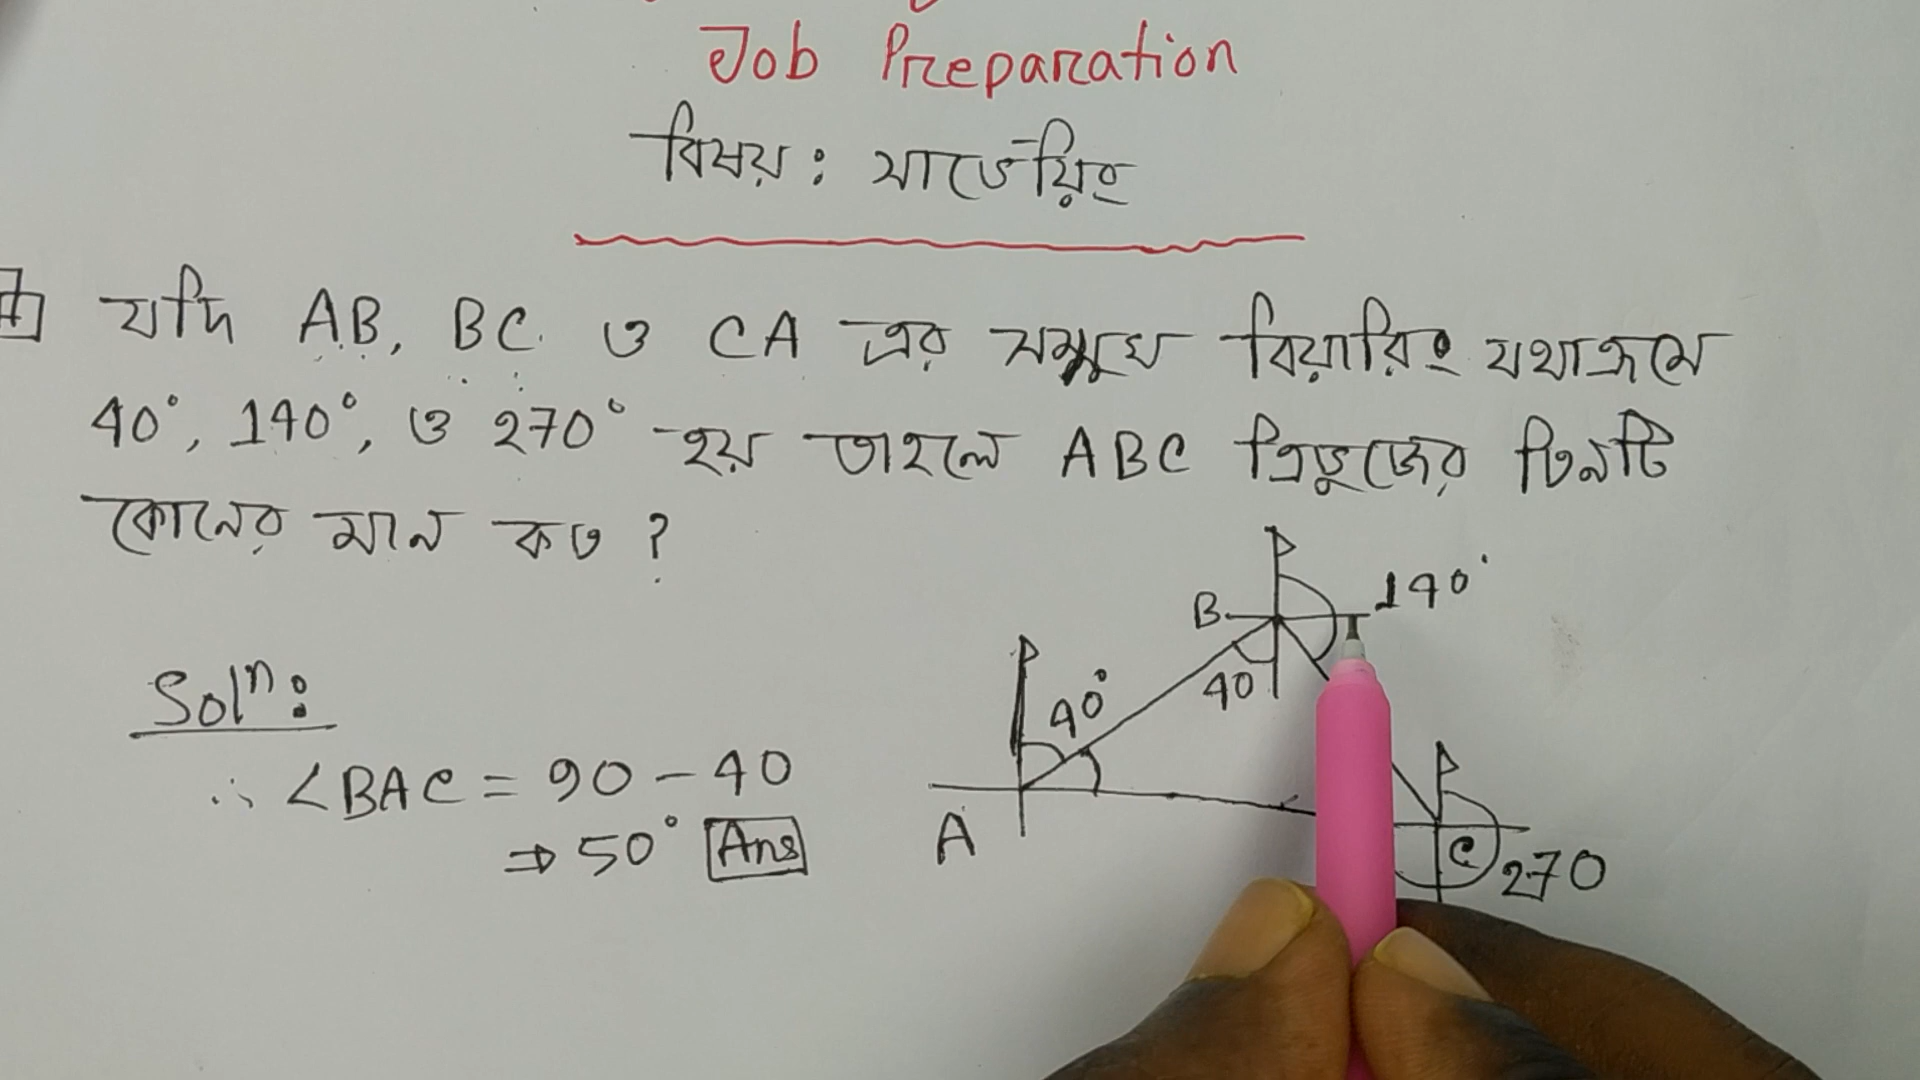 Job Preparation
বিষয় : সার্ভেয়িং
যদি AB, BC ও CA এর সম্মুখ বিয়ারিং যথাক্রমে
40°, 140°, ও 270° হয় তাহলে ABC ত্রিভুজের তিনটি
কোনের মান কত ?
B 140°
Solⁿ:
40° 40
∴ ∠BAC = 90 - 40
⇒ 50° Ans
A C 270